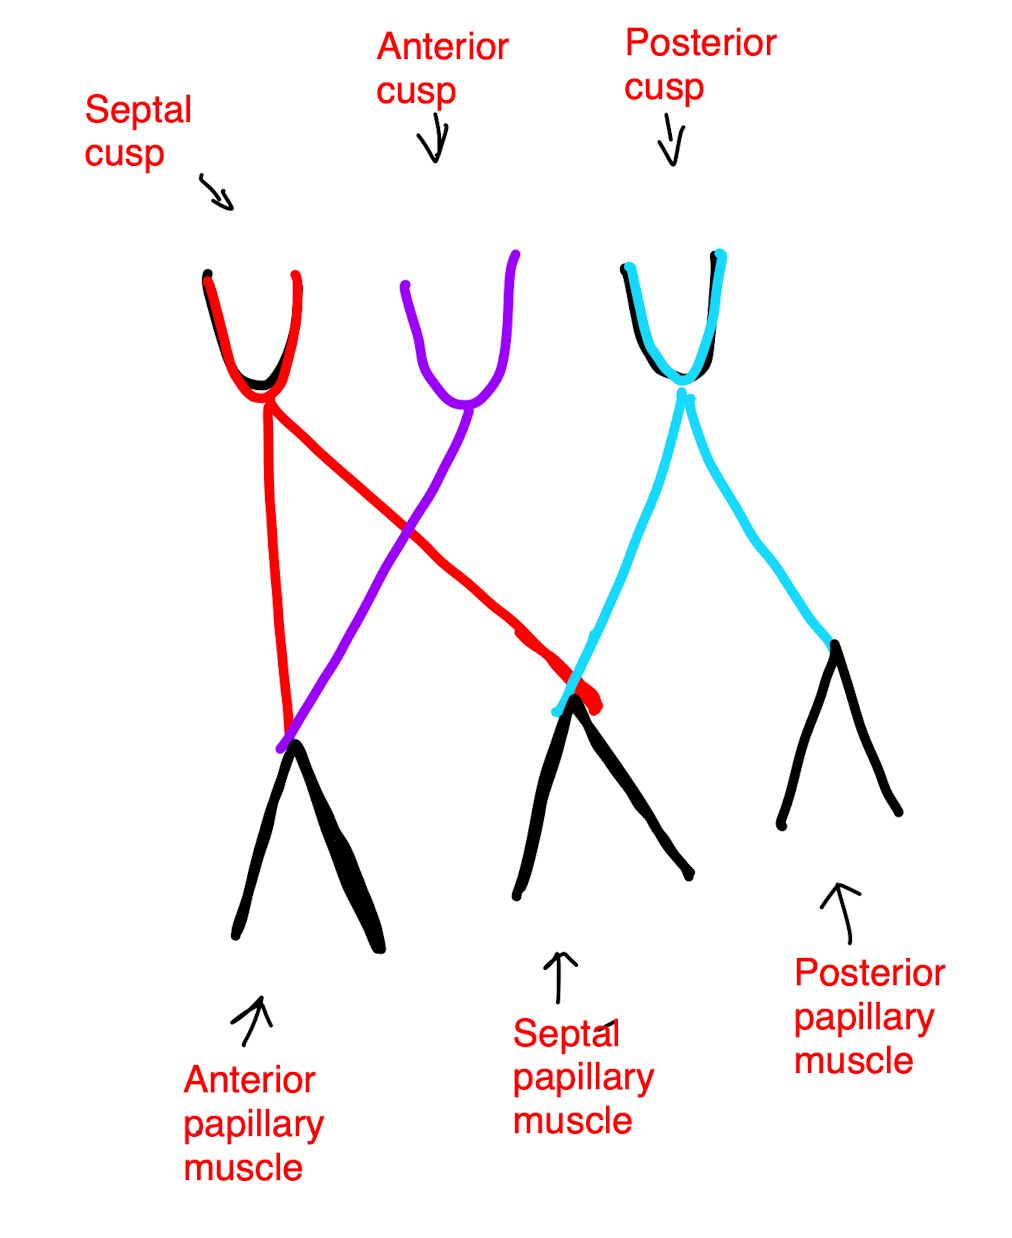 Septal
cusp
Anterior
cusp
Posterior
cusp
Anterior
papillary
muscle
Septal
papillary
muscle
Posterior
papillary
muscle